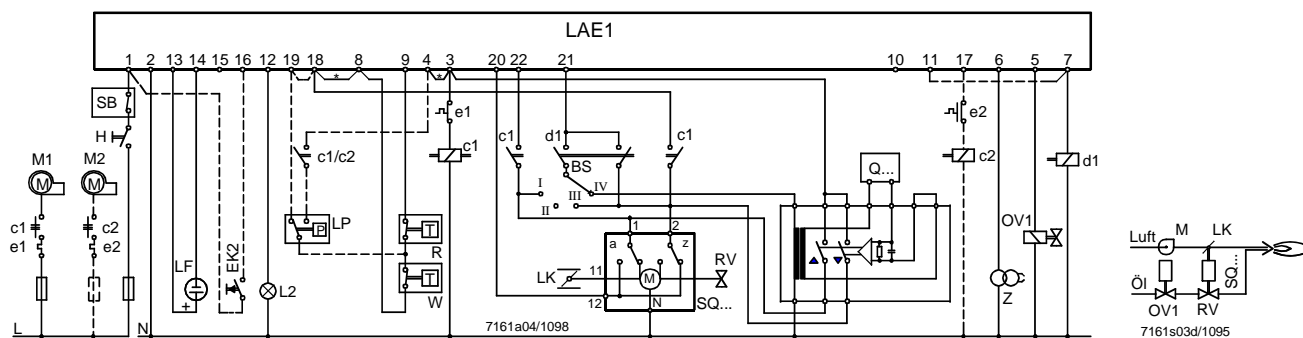 LAE1
1 2 13 14 15 16 12 19 18 8 9 4 3 20 22 21 10 11 17 6 5 7
* *
SB
H
e1
c1
c1
d1
c1
e2
c2
d1
M1
M2
M
M
c1/c2
BS
I
II
III
IV
Q...
c1
e1
c2
e2
LF
+
EK2
L2
P
LP
T
R
T
W
1
2
a
z
M
11
12
N
LK
RV
SQ...
OV1
Z
L
N
7161a04/1098
Luft
M
LK
Öl
OV1
RV
SQ...
7161s03d/1095